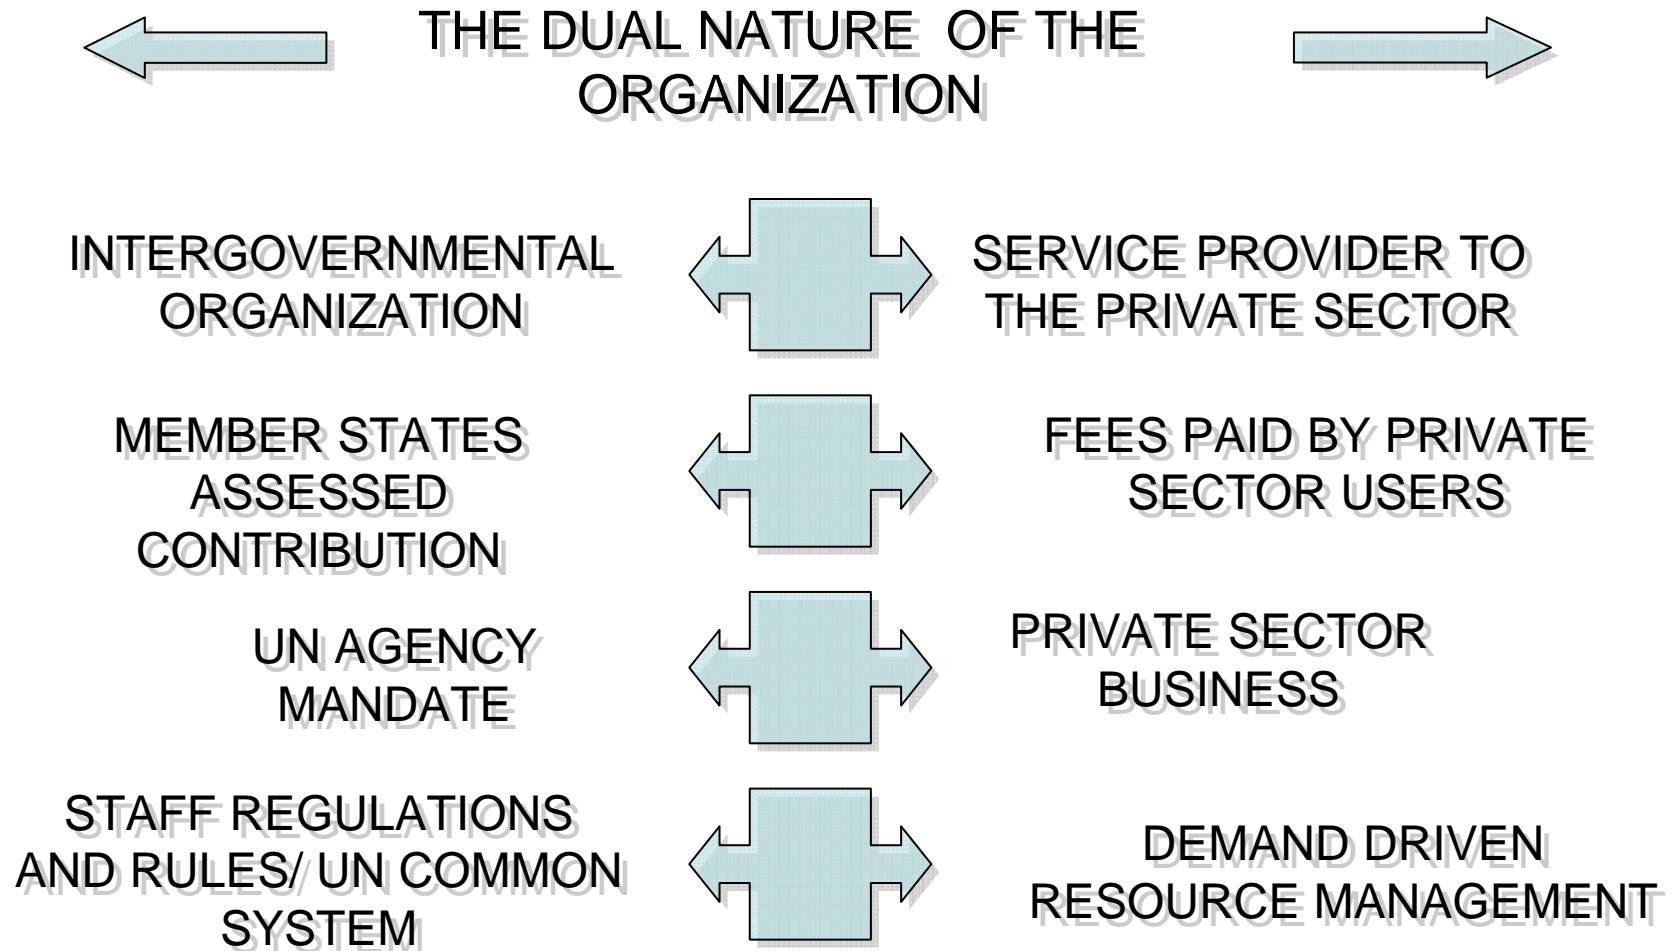 THE DUAL NATURE OF THE
ORGANIZATION
INTERGOVERNMENTAL
ORGANIZATION
SERVICE PROVIDER TO
THE PRIVATE SECTOR
MEMBER STATES
ASSESSED
CONTRIBUTION
FEES PAID BY PRIVATE
SECTOR USERS
UN AGENCY
MANDATE
PRIVATE SECTOR
BUSINESS
STAFF REGULATIONS
AND RULES/ UN COMMON
SYSTEM
DEMAND DRIVEN
RESOURCE MANAGEMENT